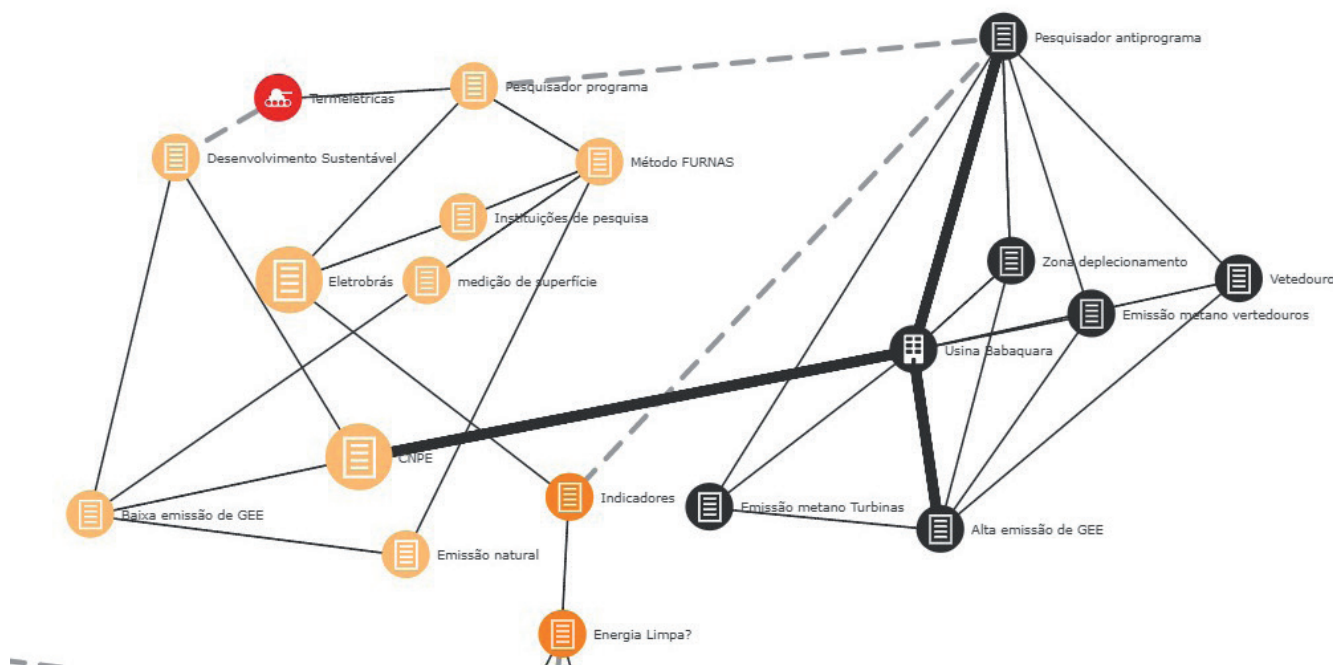 Pesquisador antiprograma
Pesquisador programa
Termelétricas
Desenvolvimento Sustentável
Método FURNAS
Instituições de pesquisa
Zona deplecionamento
Eletrobrás
medição de superfície
Vetedouro
Emissão metano vertedouros
Usina Babaquara
CNPE
Indicadores
Emissão metano Turbinas
Baixa emissão de GEE
Alta emissão de GEE
Emissão natural
Energia Limpa?